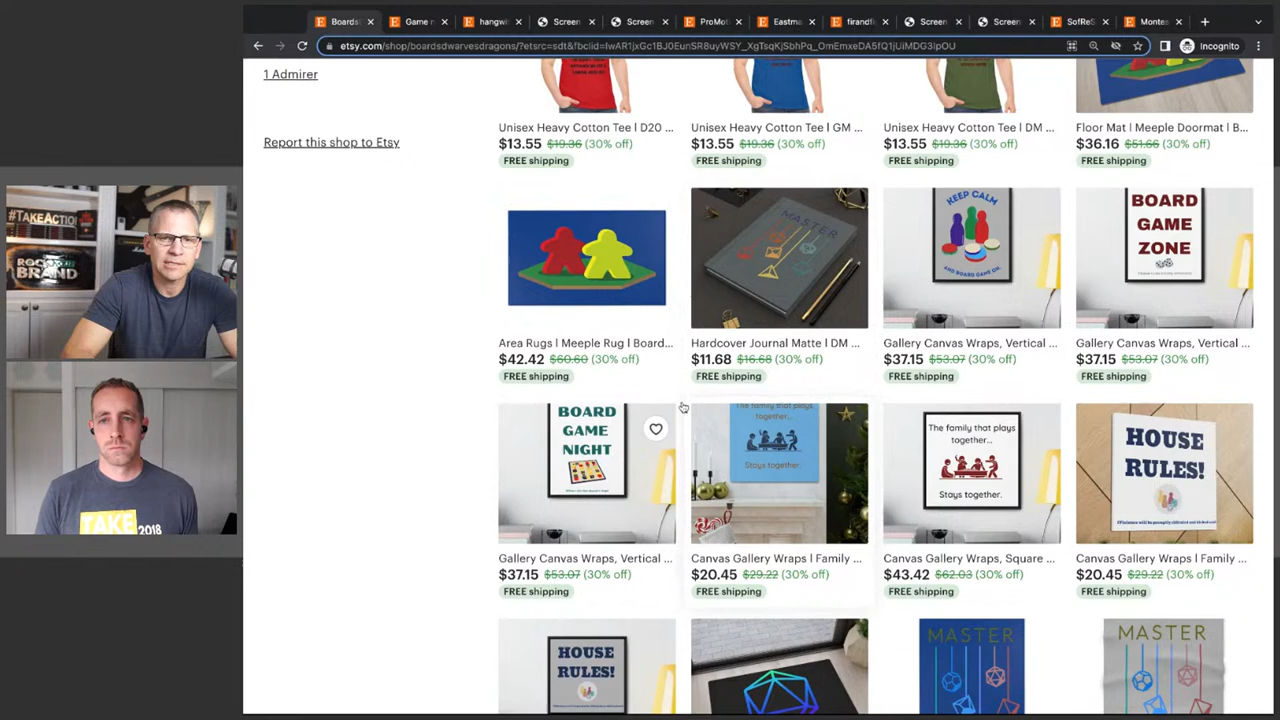 Boards
Game n
hangwi
Screen
Screen
ProMot
Eastma
firandf
Screen
Screen
SofReS
Montes
etsy.com/shop/boardsdwarvesdragons/?etsrc=sdt&fbclid=IwAR1jxGc1BJ0EunSR8uyWSY_XgTsqKjSbhPq_OmEmxeDA5fQ1jUiMDG3lpOU
Incognito
1 Admirer
Report this shop to Etsy
Unisex Heavy Cotton Tee | D20 ...
$13.55 $19.36 (30% off)
FREE shipping
Unisex Heavy Cotton Tee | GM ...
$13.55 $19.36 (30% off)
FREE shipping
Unisex Heavy Cotton Tee | DM ...
$13.55 $19.36 (30% off)
FREE shipping
Floor Mat | Meeple Doormat | B...
$36.16 $51.66 (30% off)
FREE shipping
MASTER
KEEP CALM
AND BOARD GAME ON.
BOARD
GAME
ZONE
Area Rugs | Meeple Rug | Board...
$42.42 $60.60 (30% off)
FREE shipping
Hardcover Journal Matte | DM ...
$11.68 $16.68 (30% off)
FREE shipping
Gallery Canvas Wraps, Vertical ...
$37.15 $53.07 (30% off)
FREE shipping
Gallery Canvas Wraps, Vertical ...
$37.15 $53.07 (30% off)
FREE shipping
BOARD
GAME
NIGHT
The family that plays
together...
Stays together.
The family that plays
together...
Stays together.
HOUSE
RULES!
Gallery Canvas Wraps, Vertical ...
$37.15 $53.07 (30% off)
FREE shipping
Canvas Gallery Wraps | Family ...
$20.45 $29.22 (30% off)
FREE shipping
Canvas Gallery Wraps, Square ...
$43.42 $62.03 (30% off)
FREE shipping
Canvas Gallery Wraps | Family ...
$20.45 $29.22 (30% off)
FREE shipping
HOUSE
RULES!
MASTER
MASTER
#TAKEACTIO
BRAND
TAKE 2018